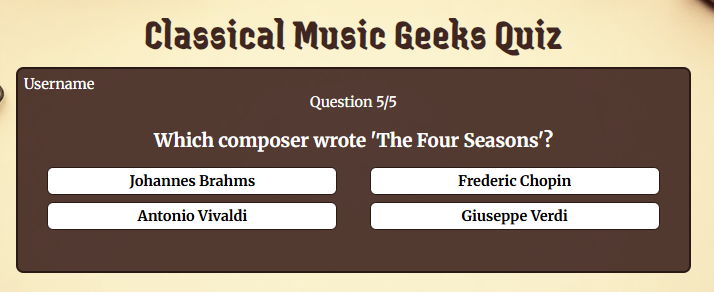 Classical Music Geeks Quiz
Username
Question 5/5
Which composer wrote 'The Four Seasons'?
Johannes Brahms
Frederic Chopin
Antonio Vivaldi
Giuseppe Verdi